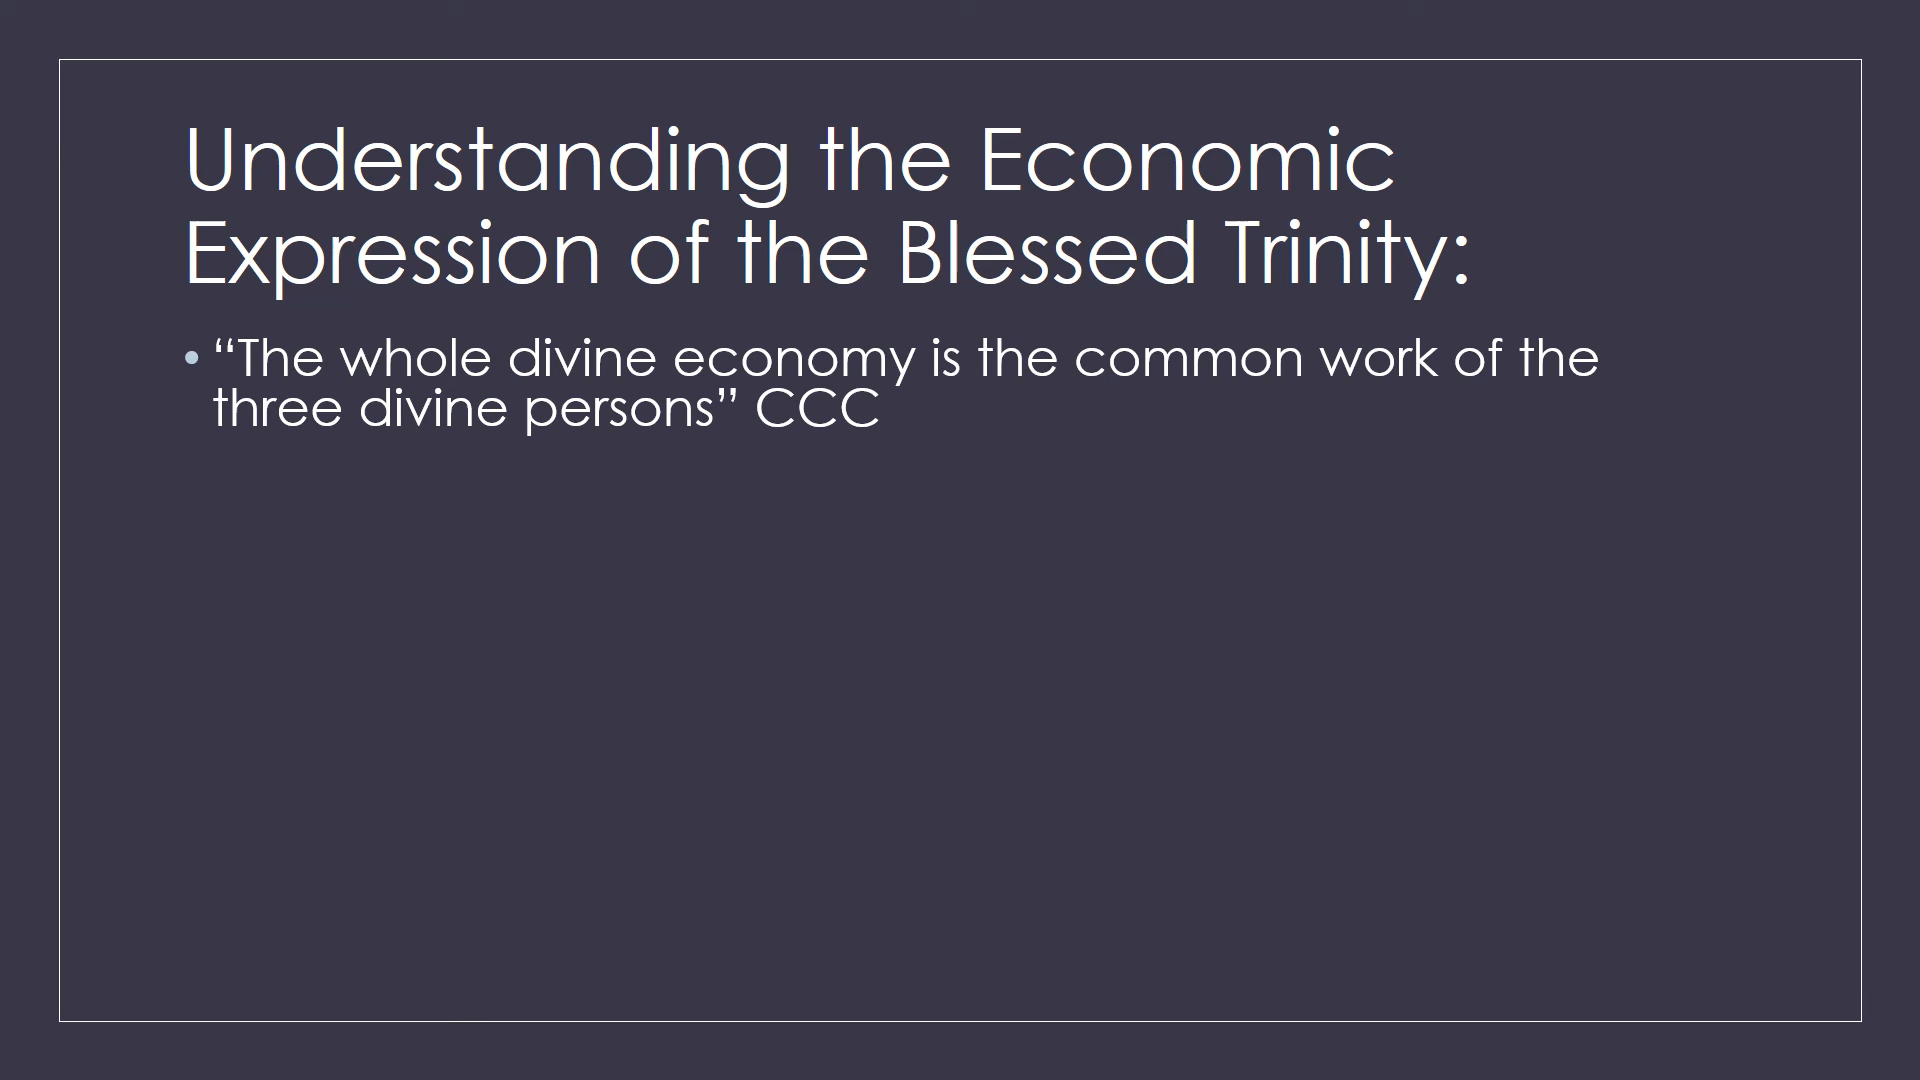 Understanding the Economic
Expression of the Blessed Trinity:
• “The whole divine economy is the common work of the
three divine persons” CCC